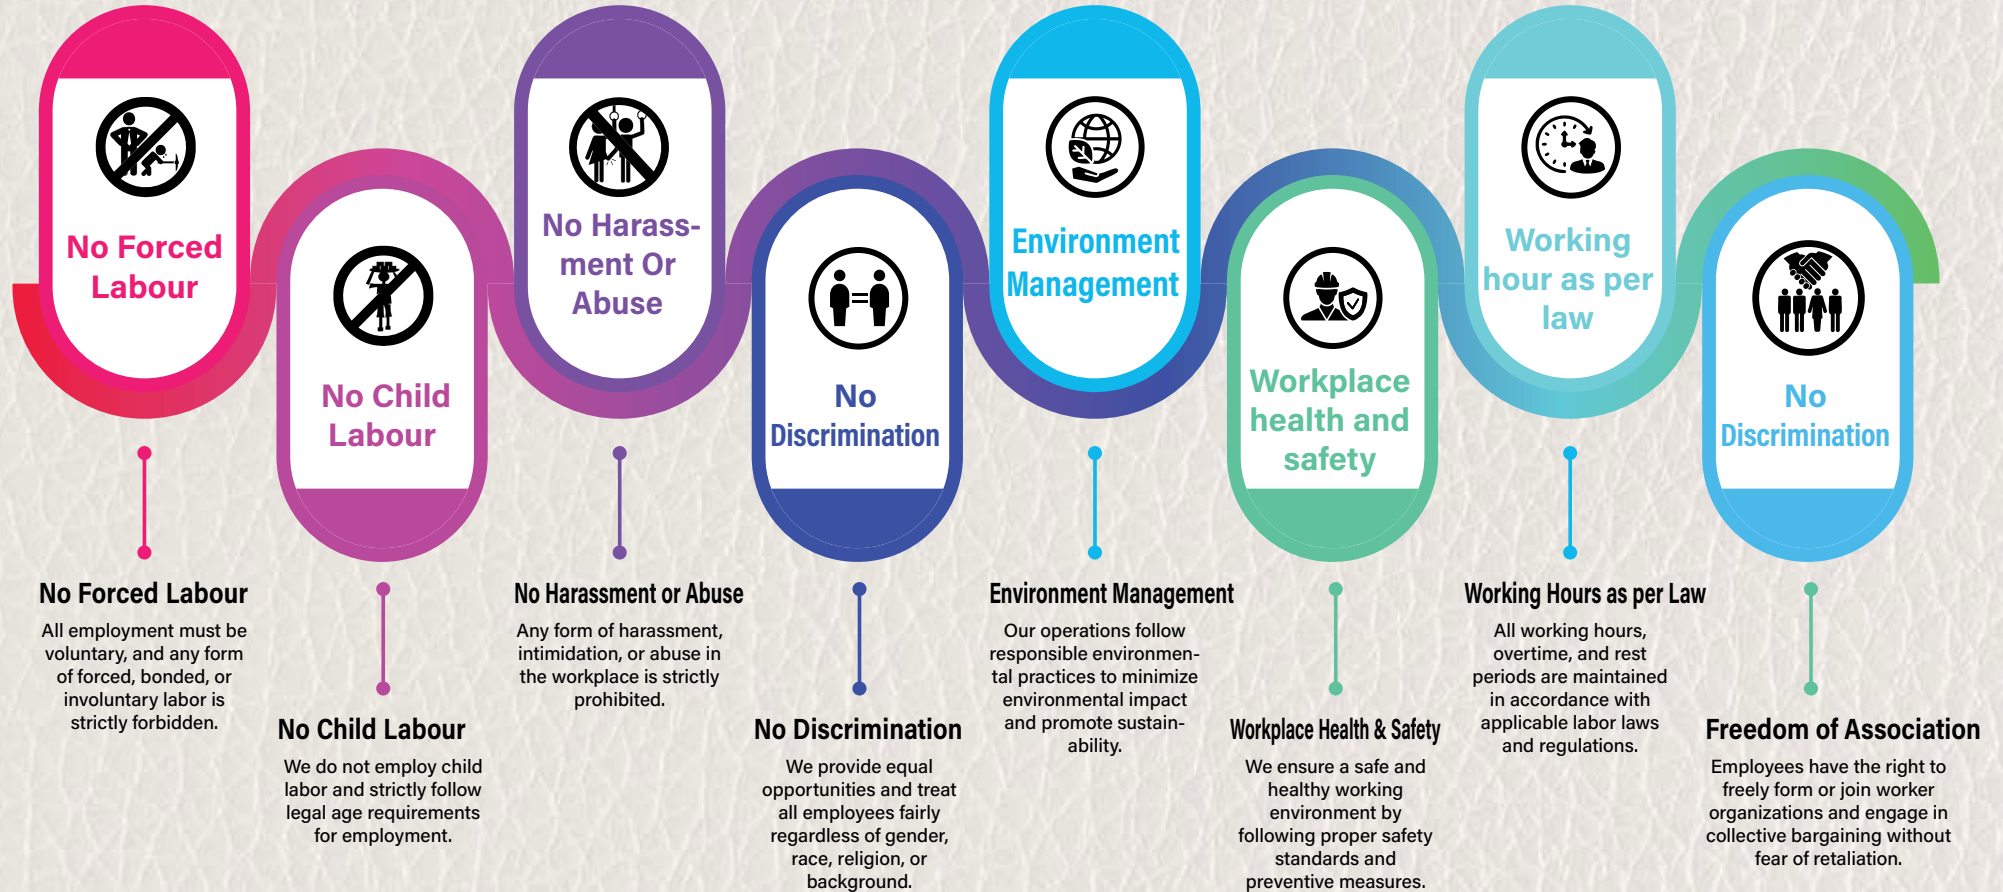 No Forced
Labour
No Child
Labour
No Harass-
ment Or
Abuse
No
Discrimination
Environment
Management
Workplace
health and
safety
Working
hour as per
law
No
Discrimination
No Forced Labour
All employment must be
voluntary, and any form
of forced, bonded, or
involuntary labor is
strictly forbidden.
No Child Labour
We do not employ child
labor and strictly follow
legal age requirements
for employment.
No Harassment or Abuse
Any form of harassment,
intimidation, or abuse in
the workplace is strictly
prohibited.
No Discrimination
We provide equal
opportunities and treat
all employees fairly
regardless of gender,
race, religion, or
background.
Environment Management
Our operations follow
responsible environmen-
tal practices to minimize
environmental impact
and promote sustain-
ability.
Workplace Health & Safety
We ensure a safe and
healthy working
environment by
following proper safety
standards and
preventive measures.
Working Hours as per Law
All working hours,
overtime, and rest
periods are maintained
in accordance with
applicable labor laws
and regulations.
Freedom of Association
Employees have the right to
freely form or join worker
organizations and engage in
collective bargaining without
fear of retaliation.